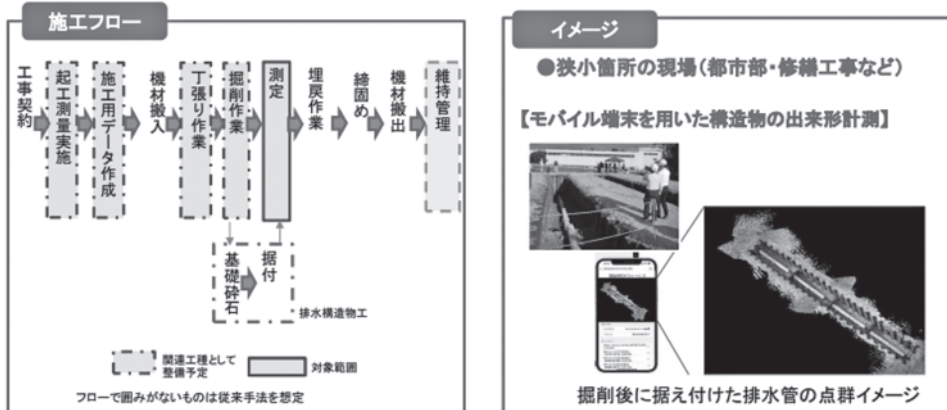 施工フロー
工事契約
起工測量実施
施工用データ作成
機材搬入
丁張り作業
掘削作業
測定
埋戻作業
締固め
機材搬出
維持管理
基礎砕石
据付
排水構造物工
関連工種として
整備予定
対象範囲
フローで囲みがないものは従来手法を想定
イメージ
●狭小箇所の現場(都市部・修繕工事など)
【モバイル端末を用いた構造物の出来形計測】
掘削後に据え付けた排水管の点群イメージ